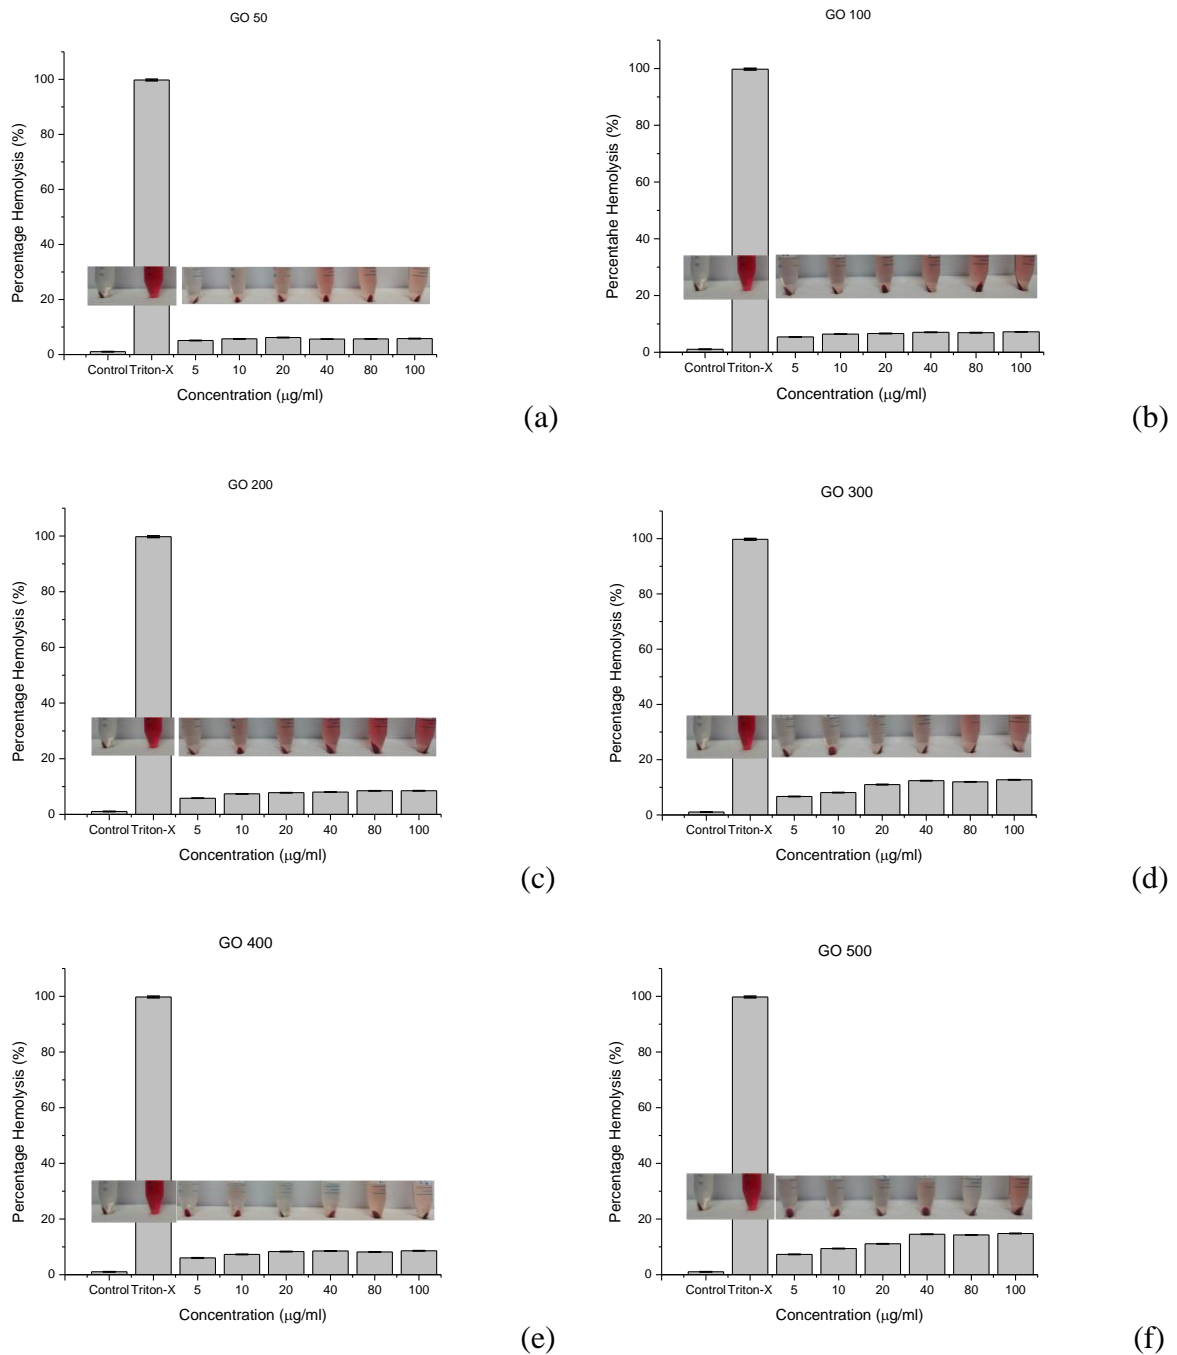 GO 50
Percentage Hemolysis (%)
100
80
60
40
20
0
Control Triton-X 5 10 20 40 80 100
Concentration (μg/ml)
(a)
GO 100
Percentahe Hemolysis (%)
100
80
60
40
20
0
Control Triton-X 5 10 20 40 80 100
Concentration (μg/ml)
(b)
GO 200
Percentage Hemolysis (%)
100
80
60
40
20
0
Control Triton-X 5 10 20 40 80 100
Concentration (μg/ml)
(c)
GO 300
Percentage Hemolysis (%)
100
80
60
40
20
0
Control Triton-X 5 10 20 40 80 100
Concentration (μg/ml)
(d)
GO 400
Percentage Hemolysis (%)
100
80
60
40
20
0
Control Triton-X 5 10 20 40 80 100
Concentration (μg/ml)
(e)
GO 500
Percentage Hemolysis (%)
100
80
60
40
20
0
Control Triton-X 5 10 20 40 80 100
Concentration (μg/ml)
(f)